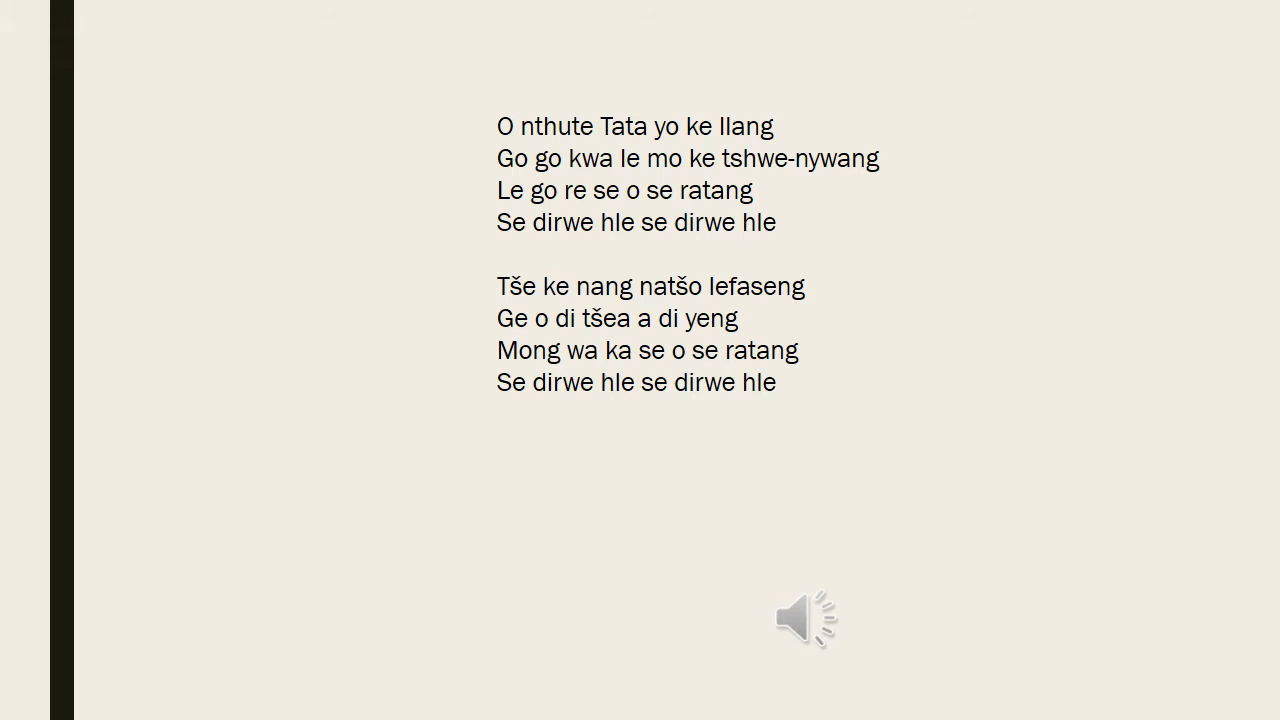 O nthute Tata yo ke llang
Go go kwa le mo ke tshwe-nywang
Le go re se o se ratang
Se dirwe hle se dirwe hle
Tše ke nang natšo lefaseng
Ge o di tšea a di yeng
Mong wa ka se o se ratang
Se dirwe hle se dirwe hle